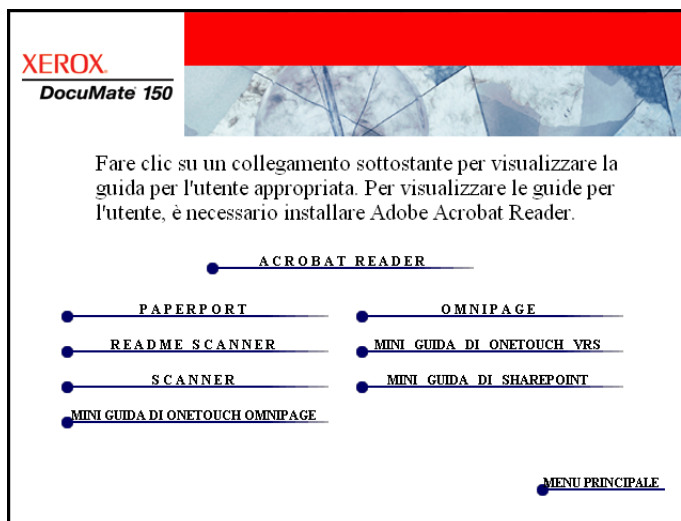 XEROX.
DocuMate 150
Fare clic su un collegamento sottostante per visualizzare la
guida per l'utente appropriata. Per visualizzare le guide per
l'utente, è necessario installare Adobe Acrobat Reader.
ACROBAT READER
PAPERPORT
OMNIPAGE
README SCANNER
MINI GUIDA DI ONETOUCH VRS
SCANNER
MINI GUIDA DI SHAREPOINT
MINI GUIDA DI ONETOUCH OMNIPAGE
MENU PRINCIPALE